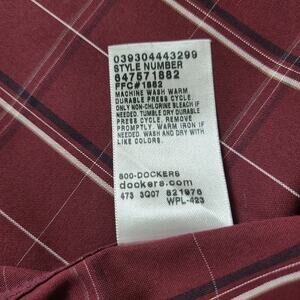 039304443299
STYLE NUMBER
647571882
FFC#1882
MACHINE WASH WARM
DURABLE PRESS CYCLE.
ONLY NON-CHLORINE BLEACH IF
NEEDED. TUMBLE DRY DURABLE
PRESS CYCLE. REMOVE
PROMPTLY. WARM IRON IF
NEEDED. WASH AND DRY WITH
LIKE COLORS.
800-DOCKERS
dockers.com
473 3Q07 821976
WPL-423